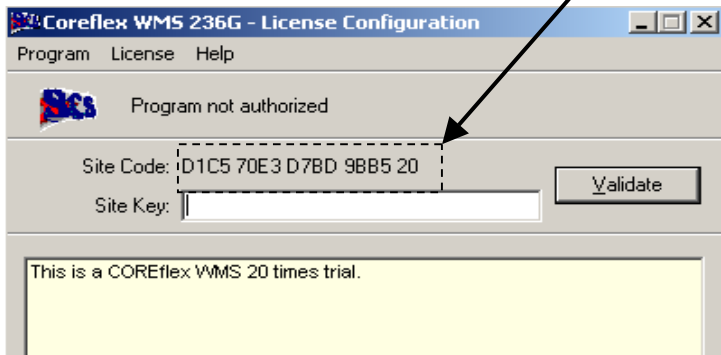 Coreflex WMS 236G - License Configuration
Program License Help
Program not authorized
Site Code: D1C5 70E3 D7BD 9BB5 20
Validate
Site Key:
This is a COREflex WMS 20 times trial.